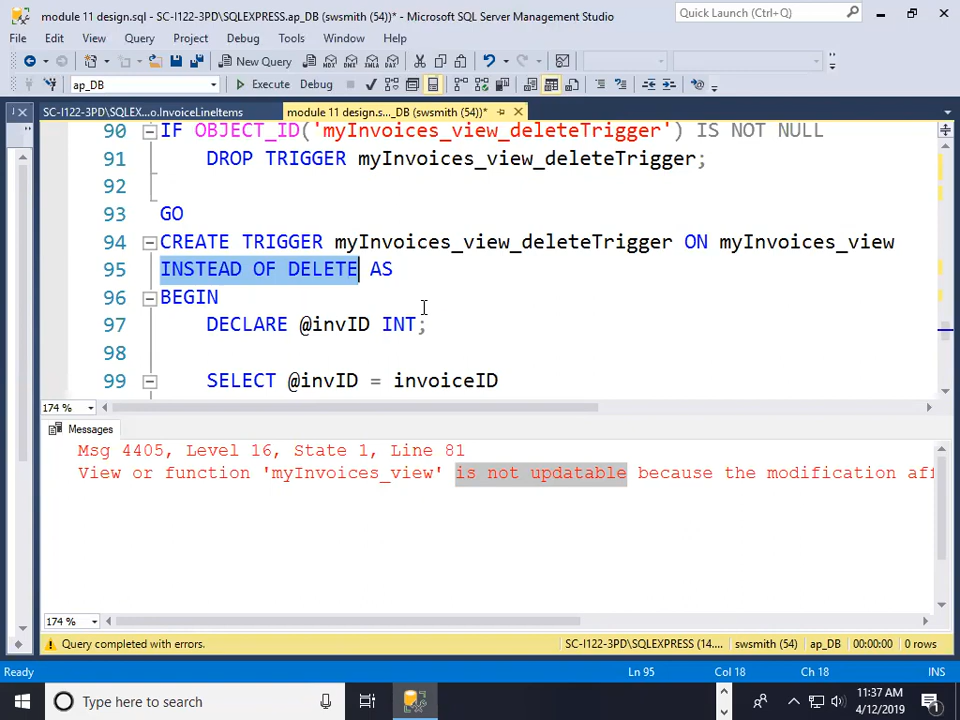 module 11 design.sql - SC-I122-3PD\SQLEXPRESS.ap_DB (swsmith (54))* - Microsoft SQL Server Management Studio
Quick Launch (Ctrl+Q)
File Edit View Query Project Debug Tools Window Help
New Query
ap_DB
Execute Debug
SC-I122-3PD\SQLEXPRESS....o.InvoiceLineItems
module 11 design.s..._DB (swsmith (54))*
90 IF OBJECT_ID('myInvoices_view_deleteTrigger') IS NOT NULL
91 DROP TRIGGER myInvoices_view_deleteTrigger;
92
93 GO
94 CREATE TRIGGER myInvoices_view_deleteTrigger ON myInvoices_view
95 INSTEAD OF DELETE AS
96 BEGIN
97 DECLARE @invID INT;
98
99 SELECT @invID = invoiceID
174 %
Messages
Msg 4405, Level 16, State 1, Line 81
View or function 'myInvoices_view' is not updatable because the modification aff
174 %
Query completed with errors.
SC-I122-3PD\SQLEXPRESS (14.... swsmith (54) ap_DB 00:00:00 0 rows
Ready
Ln 95 Col 18 Ch 18 INS
Type here to search
11:37 AM
4/12/2019
1